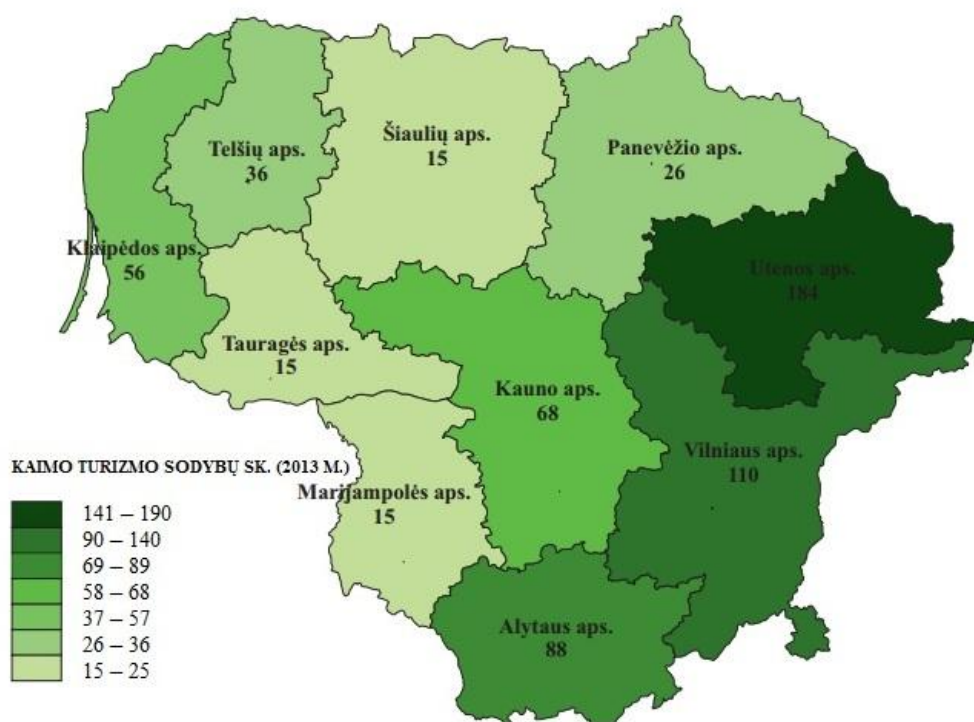 Šiaulių aps.
15
Telšių aps.
36
Panevėžio aps.
26
Klaipėdos aps.
56
Utenos aps.
184
Tauragės aps.
15
Kauno aps.
68
Vilniaus aps.
110
Marijampolės aps.
15
Alytaus aps.
88
KAIMO TURIZMO SODYBŲ SK. (2013 M.)
141 – 190
90 – 140
69 – 89
58 – 68
37 – 57
26 – 36
15 – 25